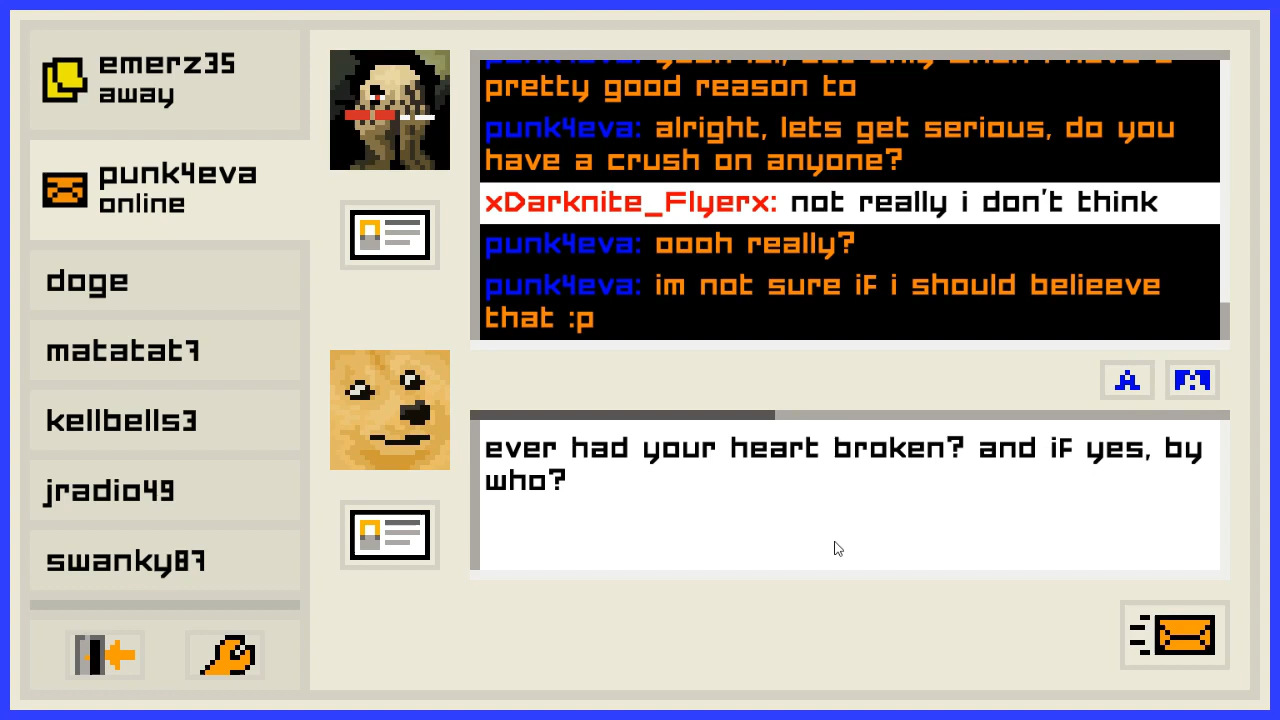 emerz35
away
punk4eva
online
doge
matatat7
kellbells3
jradio49
swanky87
pretty good reason to
punk4eva: alright, lets get serious, do you
have a crush on anyone?
xDarknite_Flyerx: not really i don't think
punk4eva: oooh really?
punk4eva: im not sure if i should belieeve
that :p
A
ever had your heart broken? and if yes, by
who?